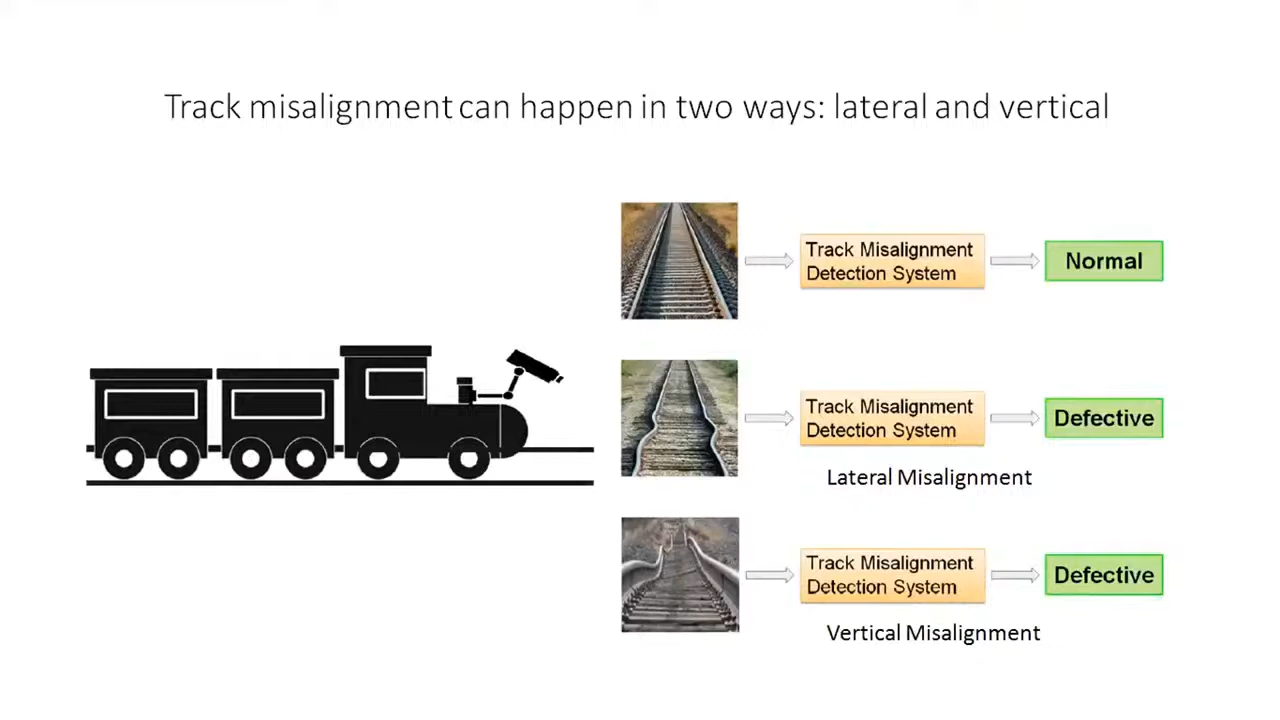 Track misalignment can happen in two ways: lateral and vertical
Track Misalignment
Detection System
Normal
Track Misalignment
Detection System
Defective
Lateral Misalignment
Track Misalignment
Detection System
Defective
Vertical Misalignment